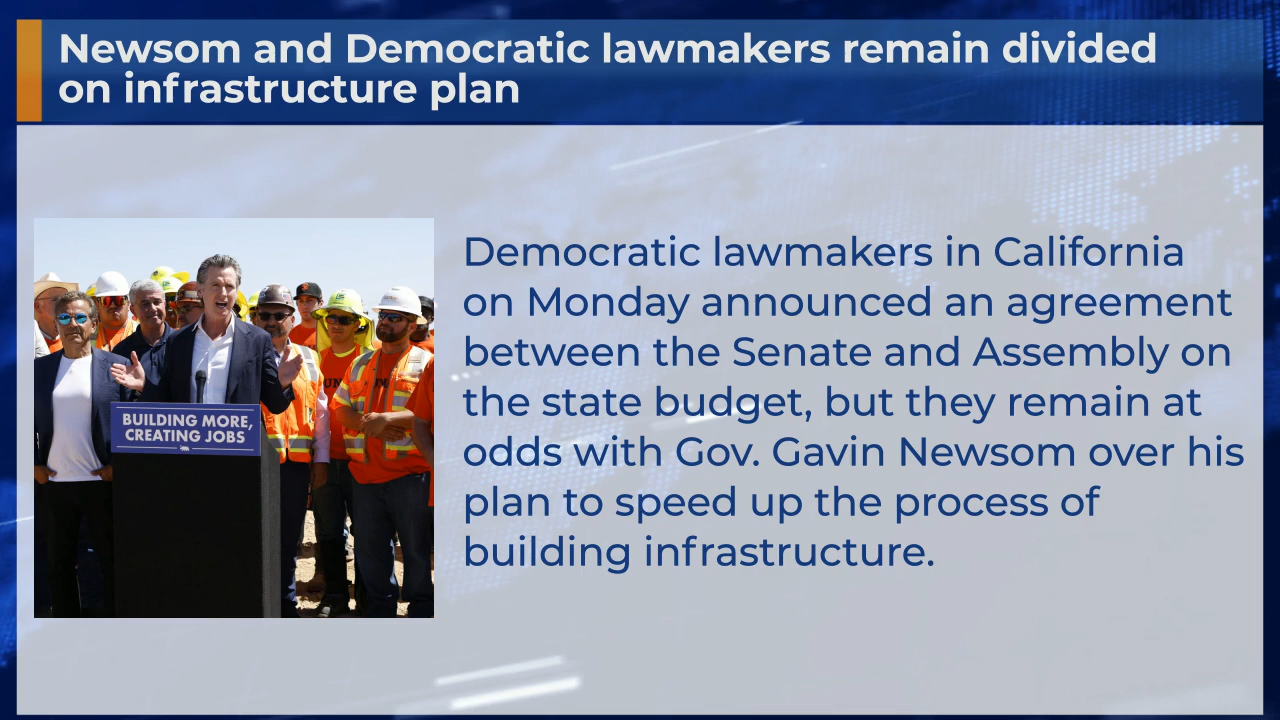 Newsom and Democratic lawmakers remain divided
on infrastructure plan
Democratic lawmakers in California
on Monday announced an agreement
between the Senate and Assembly on
the state budget, but they remain at
odds with Gov. Gavin Newsom over his
plan to speed up the process of
building infrastructure.
BUILDING MORE,
CREATING JOBS